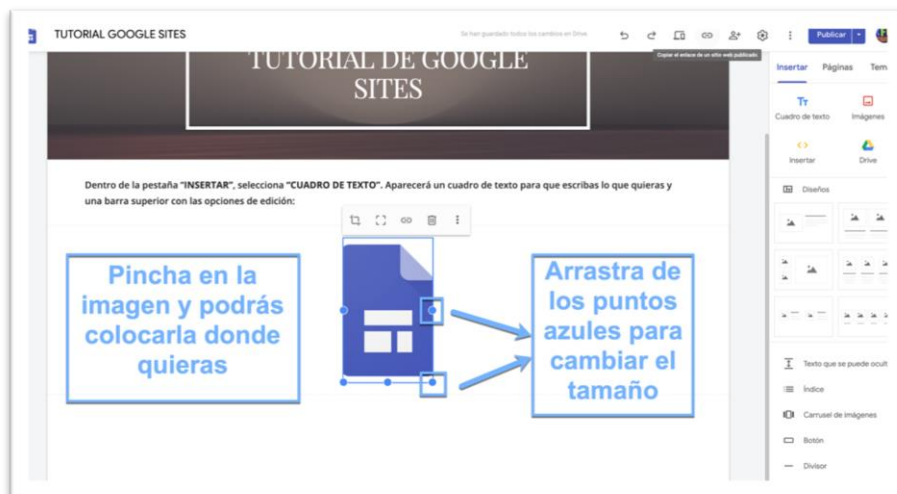 TUTORIAL GOOGLE SITES
Se han guardado todos los cambios en Drive
Publicar
Copiar el enlace de un sitio web publicado
TUTORIAL DE GOOGLE
SITES
Insertar Páginas Tem
Cuadro de texto Imágenes
Insertar Drive
Diseños
Dentro de la pestaña "INSERTAR", selecciona "CUADRO DE TEXTO". Aparecerá un cuadro de texto para que escribas lo que quieras y
una barra superior con las opciones de edición:
Pincha en la
imagen y podrás
colocarla donde
quieras
Arrastra de
los puntos
azules para
cambiar el
tamaño
Texto que se puede ocult
Índice
Carrusel de imágenes
Botón
Divisor